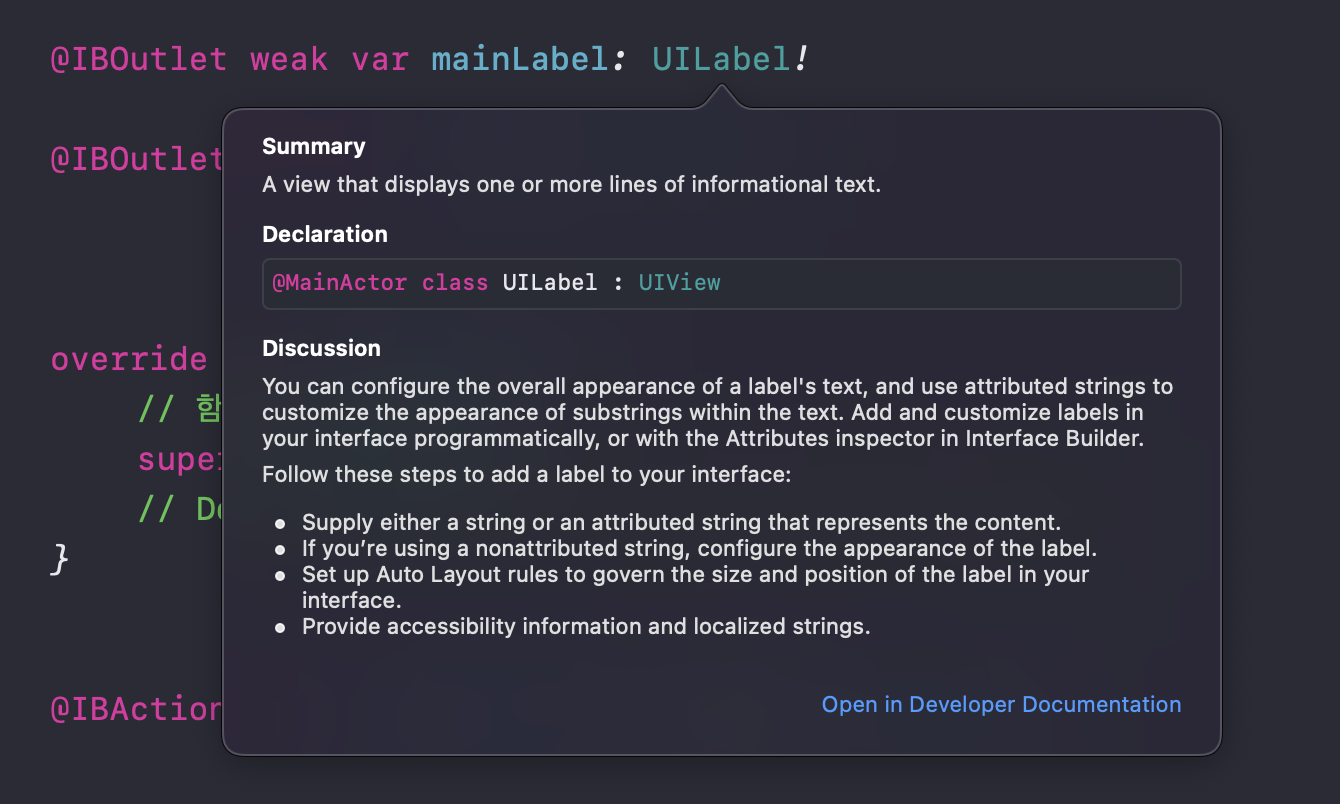 @IBOutlet weak var mainLabel: UILabel!
@IBOutlet
Summary
A view that displays one or more lines of informational text.
Declaration
@MainActor class UILabel : UIView
Discussion
You can configure the overall appearance of a label's text, and use attributed strings to
customize the appearance of substrings within the text. Add and customize labels in
your interface programmatically, or with the Attributes inspector in Interface Builder.
Follow these steps to add a label to your interface:
● Supply either a string or an attributed string that represents the content.
● If you’re using a nonattributed string, configure the appearance of the label.
● Set up Auto Layout rules to govern the size and position of the label in your
interface.
● Provide accessibility information and localized strings.
Open in Developer Documentation
override
// 함
super
//
}
@IBAction